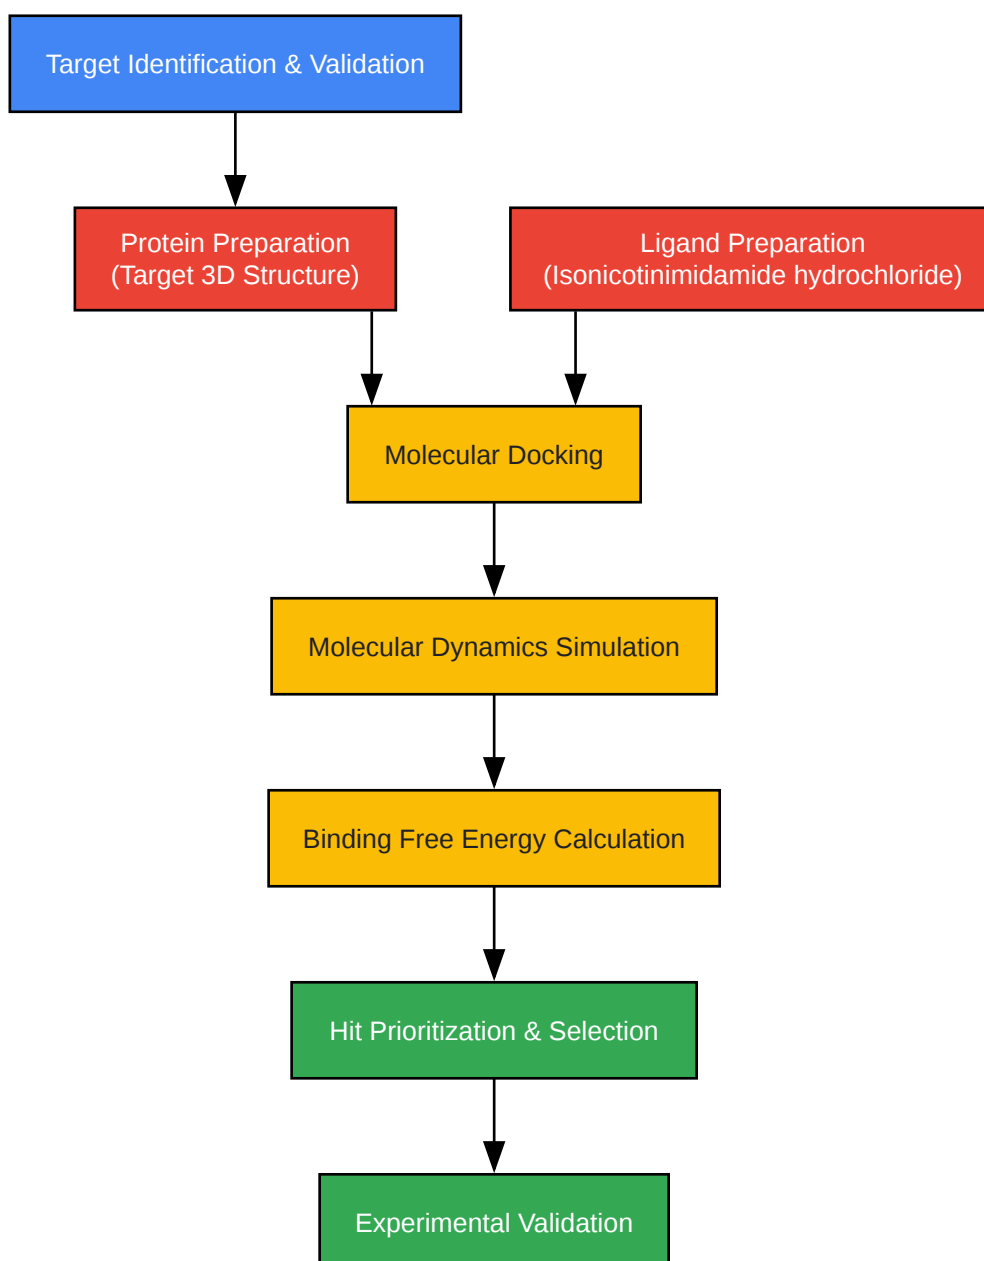 Target Identification & Validation
Protein Preparation
(Target 3D Structure)
Ligand Preparation
(Isonicotinimidamide hydrochloride)
Molecular Docking
Molecular Dynamics Simulation
Binding Free Energy Calculation
Hit Prioritization & Selection
Experimental Validation